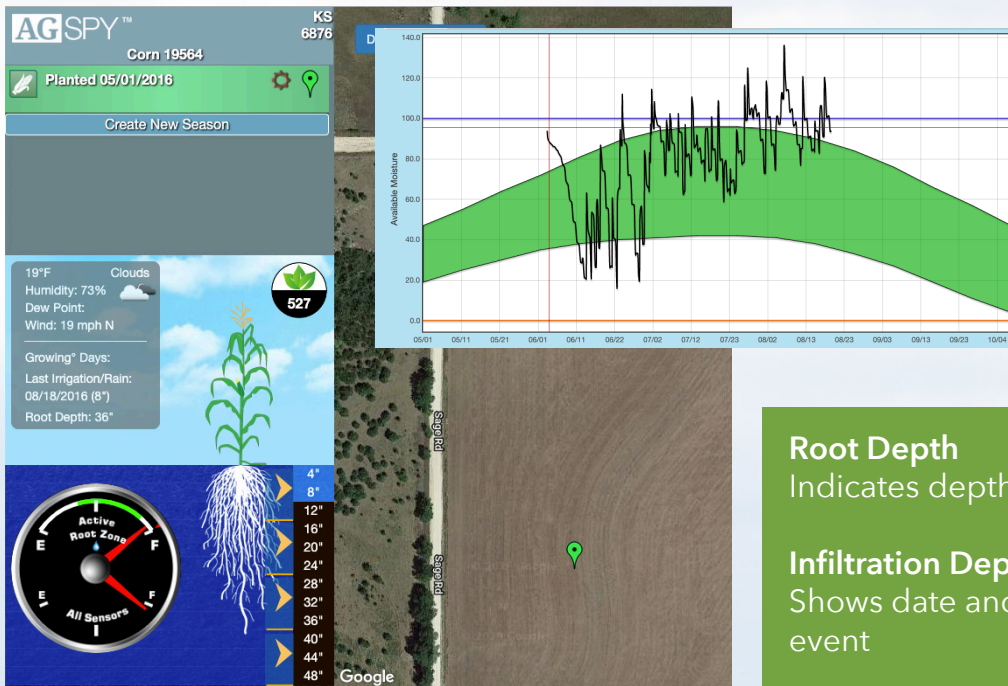 AGSPY™
KS
6876
Corn 19564
Planted 05/01/2016
Create New Season
19°F Clouds
Humidity: 73%
Dew Point:
Wind: 19 mph N
Growing° Days:
Last Irrigation/Rain:
08/18/2016 (8")
Root Depth: 36"
527
Active
Root Zone
E F
E F
All Sensors
4"
8"
12"
16"
20"
24"
28"
32"
36"
40"
44"
48"
D
Available Moisture
140.0
120.0
100.0
80.0
60.0
40.0
20.0
0.0
05/01 05/11 05/21 06/01 06/11 06/22 07/02 07/12 07/23 08/02 08/13 08/23 09/03 09/13 09/23 10/04
Sage Rd
Sage Rd
Google
Root Depth
Indicates depth
Infiltration Dep
Shows date and
event